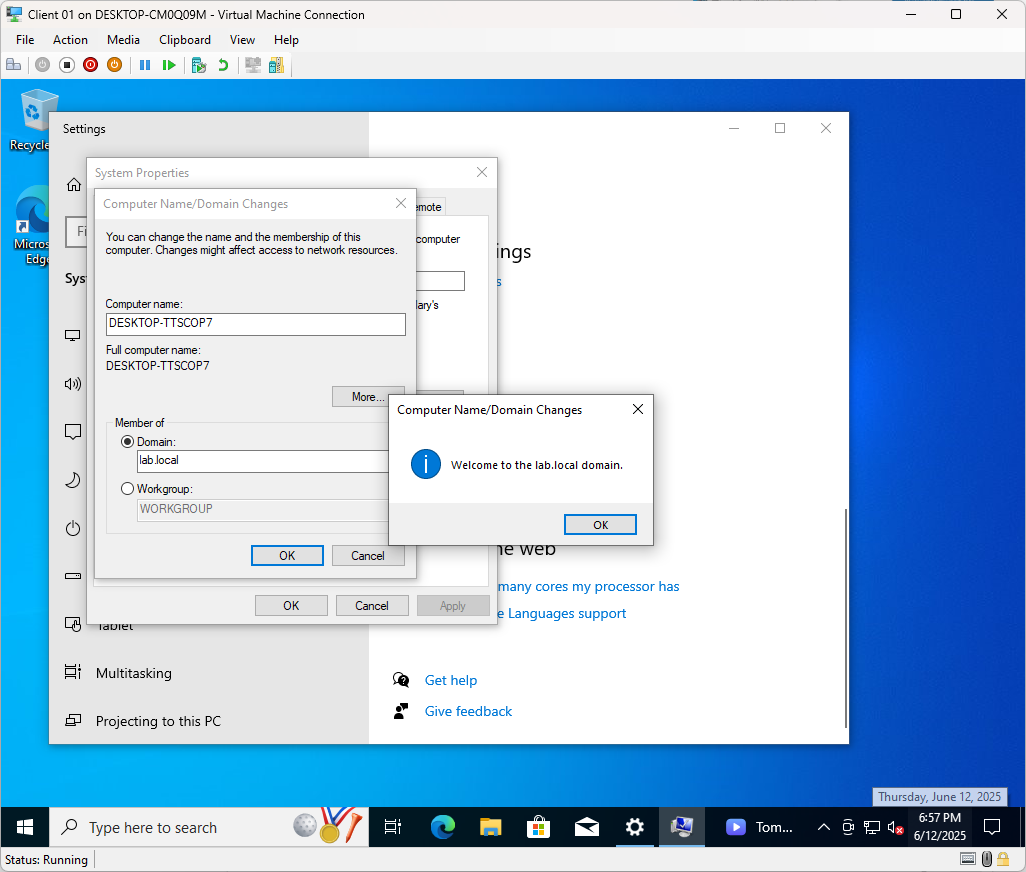 Client 01 on DESKTOP-CM0Q09M - Virtual Machine Connection
File Action Media Clipboard View Help
Recycle
Micros
Edge
Settings
Fi
Sys
Tablet
Multitasking
Projecting to this PC
ings
s
he web
many cores my processor has
e Languages support
Get help
Give feedback
System Properties
emote
computer
lary's
OK Cancel Apply
Computer Name/Domain Changes
You can change the name and the membership of this
computer. Changes might affect access to network resources.
Computer name:
DESKTOP-TTSCOP7
Full computer name:
DESKTOP-TTSCOP7
More...
Member of
Domain:
lab.local
Workgroup:
WORKGROUP
OK Cancel
Computer Name/Domain Changes
Welcome to the lab.local domain.
OK
Thursday, June 12, 2025
Type here to search
Tom...
6:57 PM
6/12/2025
Status: Running